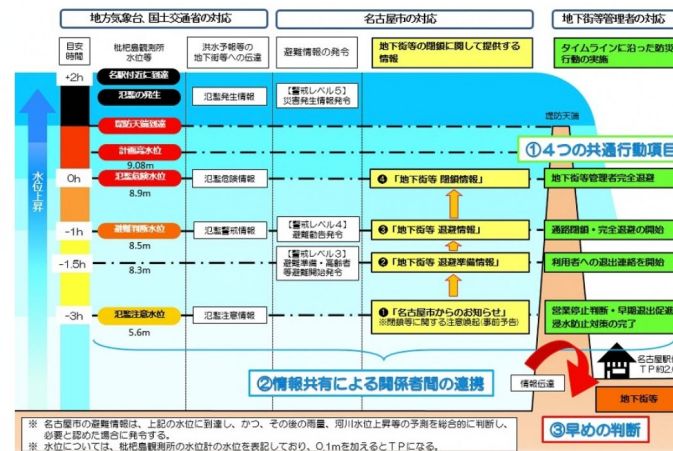 地方気象台、国土交通省の対応
名古屋市の対応
地下街等管理者の対応
目安
時間
枇杷島観測所
水位等
洪水予報等の
地下街等への伝達
避難情報の発令
地下街等の閉鎖に関して提供する
情報
タイムラインに沿った防災
行動の実施
+2h
名駅付近に到達
氾濫の発生
氾濫発生情報
【警戒レベル5】
災害発生情報発令
堤防天端到達
堤防天端
計画高水位
9.08m
①4つの共通行動項目
0h
氾濫危険水位
8.9m
氾濫危険情報
❹「地下街等 閉鎖情報」
地下街等管理者完全退避
水位上昇
-1h
避難判断水位
8.5m
氾濫警戒情報
【警戒レベル4】
避難勧告発令
❸「地下街等 退避情報」
通路閉鎖・完全退避の開始
-1.5h
8.3m
【警戒レベル3】
避難準備・高齢者
等避難開始発令
❷「地下街等 退避準備情報」
利用者への退出連絡を開始
-3h
氾濫注意水位
5.6m
氾濫注意情報
❶「名古屋市からのお知らせ」
※閉鎖等に関する注意喚起(事前予告)
営業停止判断・早期退出促進
浸水防止対策の完了
②情報共有による関係者間の連携
情報伝達
名古屋駅
TP約2.
地下街等
③早めの判断
※ 名古屋市の避難情報は、上記の水位に到達し、かつ、その後の雨量、河川水位上昇等の予測を総合的に判断し、
必要と認めた場合に発令する。
※ 水位については、枇杷島観測所の水位計の水位を表記しており、0.1mを加えるとTPになる。